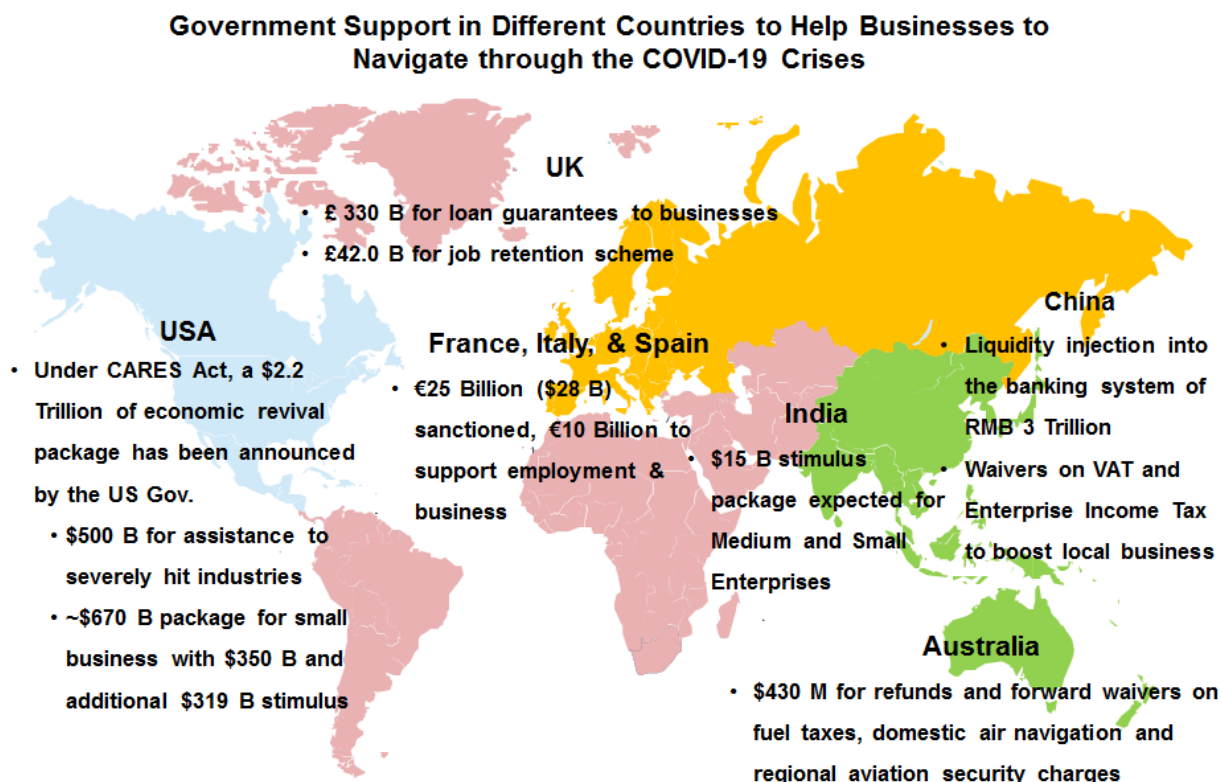 Government Support in Different Countries to Help Businesses to
Navigate through the COVID-19 Crises
UK
• £ 330 B for loan guarantees to businesses
• £42.0 B for job retention scheme
USA
• Under CARES Act, a $2.2
Trillion of economic revival
package has been announced
by the US Gov.
• $500 B for assistance to
severely hit industries
• ~$670 B package for small
business with $350 B and
additional $319 B stimulus
France, Italy, & Spain
• €25 Billion ($28 B)
sanctioned, €10 Billion to
support employment &
business
India
• $15 B stimulus
package expected for
Medium and Small
Enterprises
China
• Liquidity injection into
the banking system of
RMB 3 Trillion
• Waivers on VAT and
Enterprise Income Tax
to boost local business
Australia
• $430 M for refunds and forward waivers on
fuel taxes, domestic air navigation and
regional aviation security charges